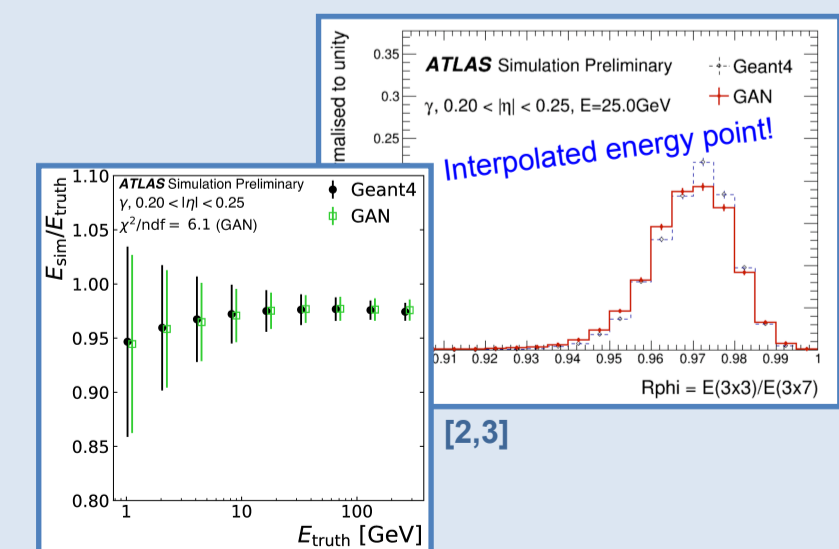 malised to unity
0.35
0.3
0.25
ATLAS Simulation Preliminary
γ, 0.20 < |η| < 0.25, E=25.0GeV
Geant4
GAN
Interpolated energy point!
0.91 0.92 0.93 0.94 0.95 0.96 0.97 0.98 0.99 1
Rphi = E(3x3)/E(3x7)
[2,3]
E_sim/E_truth
1.10
1.05
1.00
0.95
0.90
0.85
0.80
ATLAS Simulation Preliminary
γ, 0.20 < |η| < 0.25
χ²/ndf = 6.1 (GAN)
Geant4
GAN
1 10 100
E_truth [GeV]